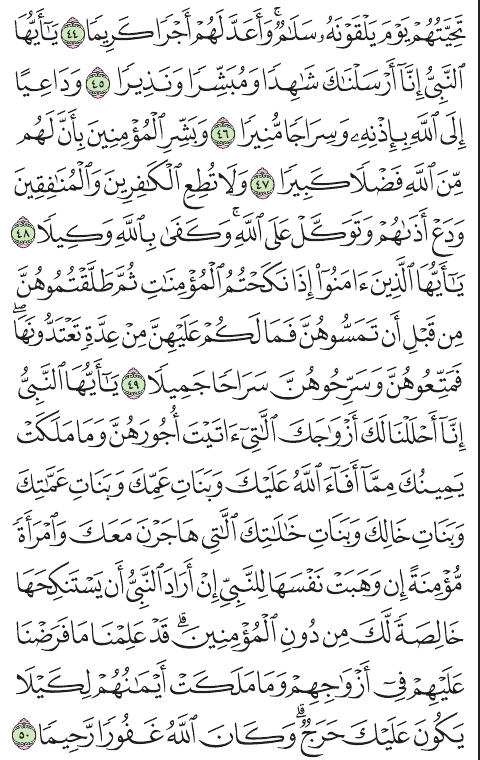 تَحِيَّتُهُمْ يَوْمَ يَلْقَوْنَهُۥ سَلَٰمٌۚ وَأَعَدَّ لَهُمْ أَجْرًا كَرِيمًا ٤٤ يَٰٓأَيُّهَا
ٱلنَّبِىُّ إِنَّآ أَرْسَلْنَٰكَ شَٰهِدًا وَمُبَشِّرًا وَنَذِيرًا ٤٥ وَدَاعِيًا
إِلَى ٱللَّهِ بِإِذْنِهِۦ وَسِرَاجًا مُّنِيرًا ٤٦ وَبَشِّرِ ٱلْمُؤْمِنِينَ بِأَنَّ لَهُم
مِّنَ ٱللَّهِ فَضْلًا كَبِيرًا ٤٧ وَلَا تُطِعِ ٱلْكَٰفِرِينَ وَٱلْمُنَٰفِقِينَ
وَدَعْ أَذَىٰهُمْ وَتَوَكَّلْ عَلَى ٱللَّهِۚ وَكَفَىٰ بِٱللَّهِ وَكِيلًا ٤٨
يَٰٓأَيُّهَا ٱلَّذِينَ ءَامَنُوٓا۟ إِذَا نَكَحْتُمُ ٱلْمُؤْمِنَٰتِ ثُمَّ طَلَّقْتُمُوهُنَّ
مِن قَبْلِ أَن تَمَسُّوهُنَّ فَمَا لَكُمْ عَلَيْهِنَّ مِنْ عِدَّةٍ تَعْتَدُّونَهَاۖ
فَمَتِّعُوهُنَّ وَسَرِّحُوهُنَّ سَرَاحًا جَمِيلًا ٤٩ يَٰٓأَيُّهَا ٱلنَّبِىُّ
إِنَّآ أَحْلَلْنَا لَكَ أَزْوَٰجَكَ ٱلَّٰتِىٓ ءَاتَيْتَ أُجُورَهُنَّ وَمَا مَلَكَتْ
يَمِينُكَ مِمَّآ أَفَآءَ ٱللَّهُ عَلَيْكَ وَبَنَاتِ عَمِّكَ وَبَنَاتِ عَمَّٰتِكَ
وَبَنَاتِ خَالِكَ وَبَنَاتِ خَٰلَٰتِكَ ٱلَّٰتِى هَاجَرْنَ مَعَكَ وَٱمْرَأَةً
مُّؤْمِنَةً إِن وَهَبَتْ نَفْسَهَا لِلنَّبِىِّ إِنْ أَرَادَ ٱلنَّبِىُّ أَن يَسْتَنكِحَهَا
خَالِصَةً لَّكَ مِن دُونِ ٱلْمُؤْمِنِينَۗ قَدْ عَلِمْنَا مَا فَرَضْنَا
عَلَيْهِمْ فِىٓ أَزْوَٰجِهِمْ وَمَا مَلَكَتْ أَيْمَٰنُهُمْ لِكَيْلَا
يَكُونَ عَلَيْكَ حَرَجٌۗ وَكَانَ ٱللَّهُ غَفُورًا رَّحِيمًا ٥٠